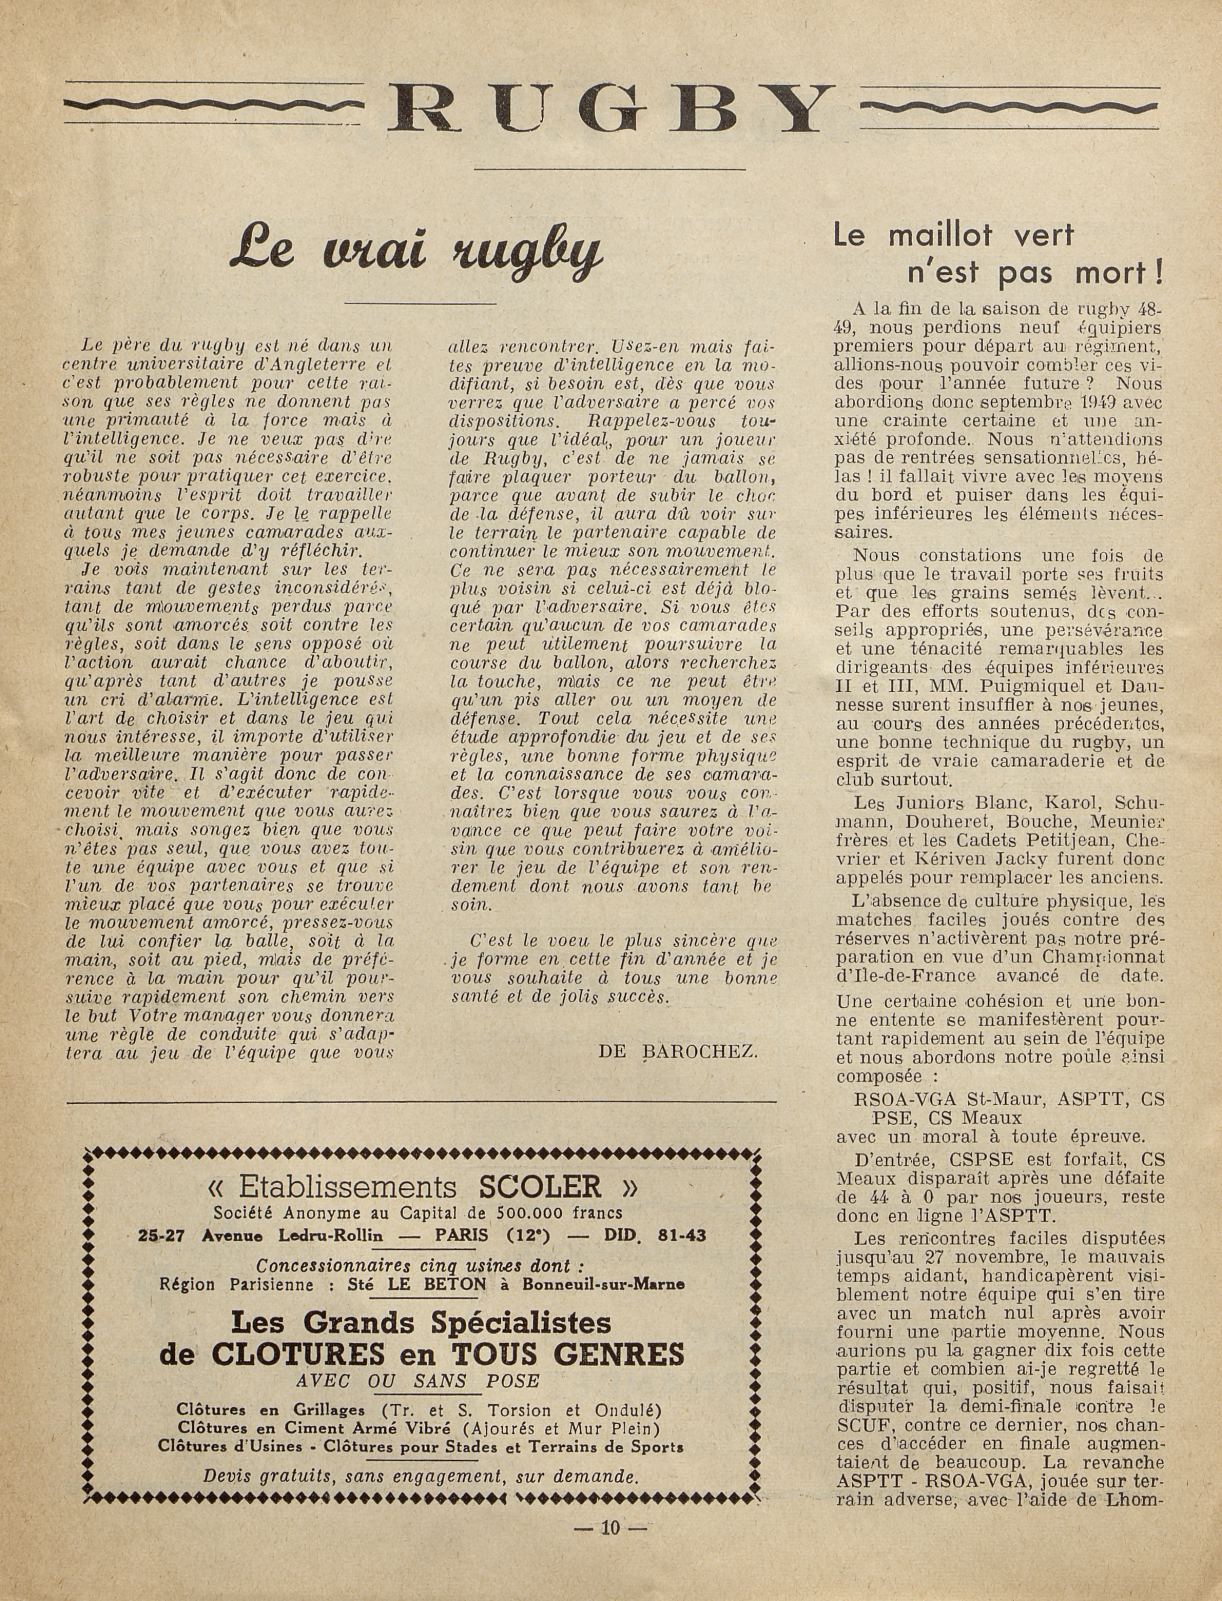 RUGBY
Le vrai rugby
Le père du rugby est né dans un
centre universitaire d'Angleterre et
c'est probablement pour cette rai-
son que ses règles ne donnent pas
une primauté à la force mais à
l'intelligence. Je ne veux pas dire
qu'il ne soit pas nécessaire d'être
robuste pour pratiquer cet exercice,
néanmoins l'esprit doit travailler
autant que le corps. Je le rappelle
à tous mes jeunes camarades aux-
quels je demande d'y réfléchir.
Je vois maintenant sur les ter-
rains tant de gestes inconsidérés,
tant de mouvements perdus parce
qu'ils sont amorcés soit contre les
règles, soit dans le sens opposé où
l'action aurait chance d'aboutir,
qu'après tant d'autres je pousse
un cri d'alarme. L'intelligence est
l'art de choisir et dans le jeu qui
nous intéresse, il importe d'utiliser
la meilleure manière pour passer
l'adversaire. Il s'agit donc de con-
cevoir vite et d'exécuter rapide-
ment le mouvement que vous aurez
choisi, mais songez bien que vous
n'êtes pas seul, que vous avez tou-
te une équipe avec vous et que si
l'un de vos partenaires se trouve
mieux placé que vous pour exécuter
le mouvement amorcé, pressez-vous
de lui confier la balle, soit à la
main, soit au pied, mais de préfé-
rence à la main pour qu'il pour-
suive rapidement son chemin vers
le but Votre manager vous donnera
une règle de conduite qui s'adap-
tera au jeu de l'équipe que vous
allez rencontrer. Usez-en mais fai-
tes preuve d'intelligence en la mo-
difiant, si besoin est, dès que vous
verrez que l'adversaire a percé vos
dispositions. Rappelez-vous tou-
jours que l'idéal, pour un joueur
de Rugby, c'est de ne jamais se
faire plaquer porteur du ballon,
parce que avant de subir le choc
de la défense, il aura dû voir sur
le terrain le partenaire capable de
continuer le mieux son mouvement.
Ce ne sera pas nécessairement le
plus voisin si celui-ci est déjà blo-
qué par l'adversaire. Si vous êtes
certain qu'aucun de vos camarades
ne peut utilement poursuivre la
course du ballon, alors recherchez
la touche, mais ce ne peut être
qu'un pis aller ou un moyen de
défense. Tout cela nécessite une
étude approfondie du jeu et de ses
règles, une bonne forme physique
et la connaissance de ses camara-
des. C'est lorsque vous vous con-
naîtrez bien que vous saurez à l'a-
vance ce que peut faire votre voi-
sin que vous contribuerez à amélio-
rer le jeu de l'équipe et son ren-
dement dont nous avons tant be
soin.
C'est le voeu le plus sincère que
je forme en cette fin d'année et je
vous souhaite à tous une bonne
santé et de jolis succès.
DE BAROCHEZ.
« Etablissements SCOLER »
Société Anonyme au Capital de 500.000 francs
25-27 Avenue Ledru-Rollin — PARIS (12°) — DID. 81-43
Concessionnaires cinq usines dont :
Région Parisienne : Sté LE BETON à Bonneuil-sur-Marne
Les Grands Spécialistes
de CLOTURES en TOUS GENRES
AVEC OU SANS POSE
Clôtures en Grillages (Tr. et S. Torsion et Ondulé)
Clôtures en Ciment Armé Vibré (Ajourés et Mur Plein)
Clôtures d'Usines - Clôtures pour Stades et Terrains de Sports
Devis gratuits, sans engagement, sur demande.
Le maillot vert
n'est pas mort !
A la fin de la saison de rugby 48-
49, nous perdions neuf équipiers
premiers pour départ au régiment,
allions-nous pouvoir combler ces vi-
des pour l'année future ? Nous
abordions donc septembre 1949 avec
une crainte certaine et une an-
xiété profonde. Nous n'attendions
pas de rentrées sensationnelles, hé-
las ! il fallait vivre avec les moyens
du bord et puiser dans les équi-
pes inférieures les éléments néces-
saires.
Nous constations une fois de
plus que le travail porte ses fruits
et que les grains semés lèvent...
Par des efforts soutenus, des con-
seils appropriés, une persévérance
et une ténacité remarquables les
dirigeants des équipes inférieures
II et III, MM. Puigmiquel et Dau-
nesse surent insuffler à nos jeunes,
au cours des années précédentes,
une bonne technique du rugby, un
esprit de vraie camaraderie et de
club surtout.
Les Juniors Blanc, Karol, Schu-
mann, Douheret, Bouche, Meunier
frères et les Cadets Petitjean, Che-
vrier et Kériven Jacky furent donc
appelés pour remplacer les anciens.
L'absence de culture physique, les
matches faciles joués contre des
réserves n'activèrent pas notre pré-
paration en vue d'un Championnat
d'Ile-de-France avancé de date.
Une certaine cohésion et une bon-
ne entente se manifestèrent pour-
tant rapidement au sein de l'équipe
et nous abordons notre poule ainsi
composée :
RSOA-VGA St-Maur, ASPTT, CS
PSE, CS Meaux
avec un moral à toute épreuve.
D'entrée, CSPSE est forfait, CS
Meaux disparaît après une défaite
de 44 à 0 par nos joueurs, reste
donc en ligne l'ASPTT.
Les rencontres faciles disputées
jusqu'au 27 novembre, le mauvais
temps aidant, handicapèrent visi-
blement notre équipe qui s'en tire
avec un match nul après avoir
fourni une partie moyenne. Nous
aurions pu la gagner dix fois cette
partie et combien ai-je regretté le
résultat qui, positif, nous faisait
disputer la demi-finale contre le
SCUF, contre ce dernier, nos chan-
ces d'accéder en finale augmen-
taient de beaucoup. La revanche
ASPTT - RSOA-VGA, jouée sur ter-
rain adverse, avec l'aide de Lhom-
— 10 —